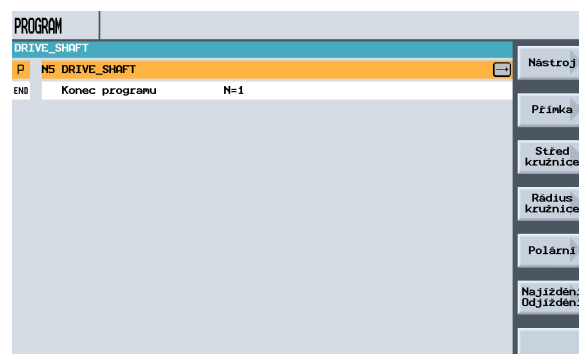 PROGRAM
DRIVE_SHAFT
P N5 DRIVE_SHAFT
END Konec programu N=1
Nástroj
Přímka
Střed
kružnice
Rádius
kružnice
Polární
Najíždění
Odjíždění